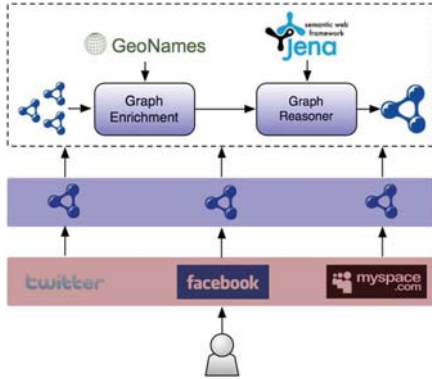 GeoNames
semantic web
framework
jena
Graph
Enrichment
Graph
Reasoner
twitter
facebook
myspace
.com